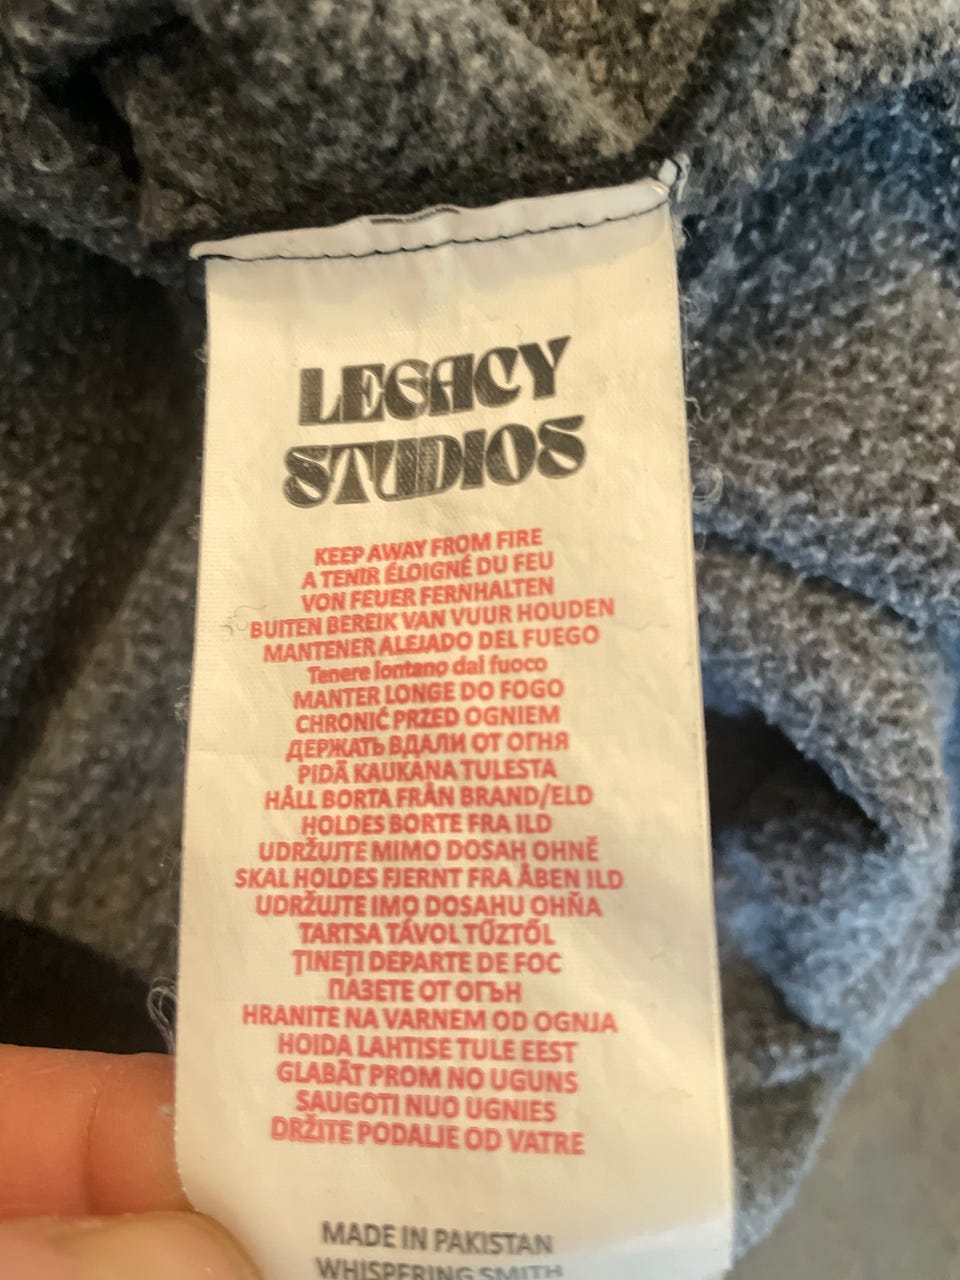 LEGACY
STUDIOS
KEEP AWAY FROM FIRE
A TENIR ÉLOIGNÉ DU FEU
VON FEUER FERNHALTEN
BUITEN BEREIK VAN VUUR HOUDEN
MANTENER ALEJADO DEL FUEGO
Tenere lontano dal fuoco
MANTER LONGE DO FOGO
CHRONIĆ PRZED OGNIEM
ДЕРЖАТЬ ВДАЛИ ОТ ОГНЯ
PIDÄ KAUKANA TULESTA
HÅLL BORTA FRÅN BRAND/ELD
HOLDES BORTE FRA ILD
UDRŽUJTE MIMO DOSAH OHNĚ
SKAL HOLDES FJERNT FRA ÅBEN ILD
UDRŽUJTE IMO DOSAHU OHŇA
TARTSA TÁVOL TŰZTŐL
ȚINEȚI DEPARTE DE FOC
ПАЗЕТЕ ОТ ОГЪН
HRANITE NA VARNEM OD OGNJA
HOIDA LAHTISE TULE EEST
GLABĀT PROM NO UGUNS
SAUGOTI NUO UGNIES
DRŽITE PODALJE OD VATRE
MADE IN PAKISTAN
WHISPERING SMITH